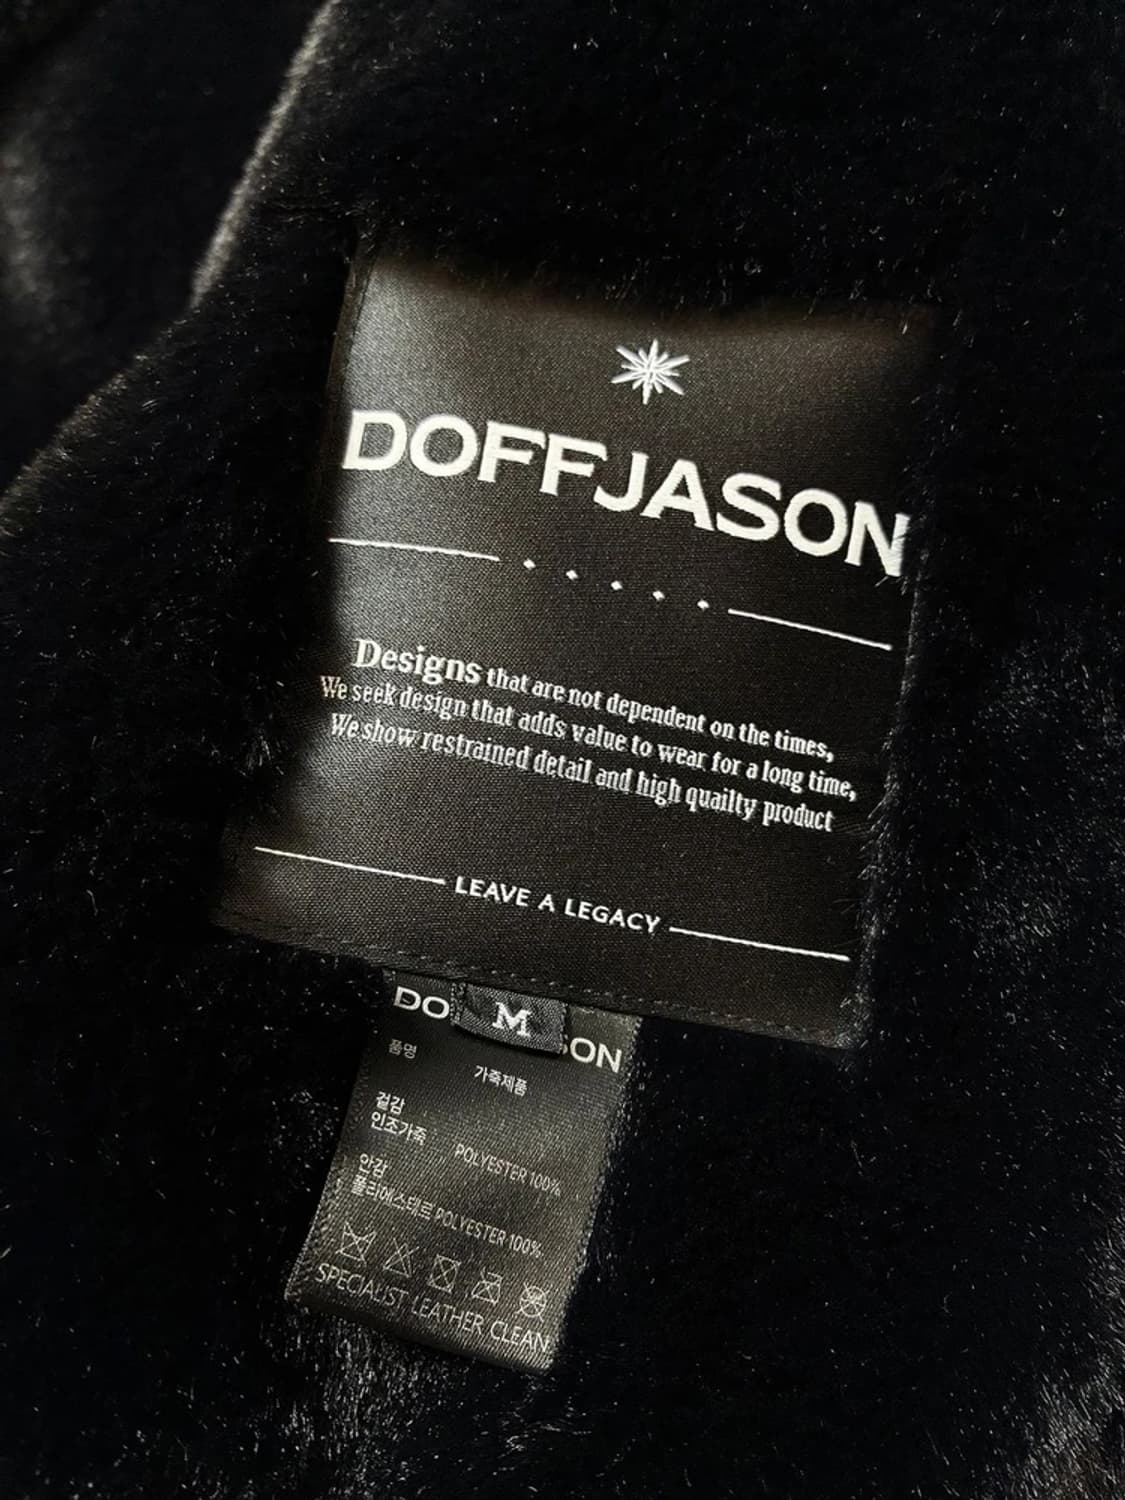 DOFFJASON
Designs that are not dependent on the times,
We seek design that adds value to wear for a long time,
We show restrained detail and high quailty product
LEAVE A LEGACY
DO M SON
품명
가죽제품
겉감
인조가죽 POLYESTER 100%
안감
폴리에스테르 POLYESTER 100%
SPECIALIST LEATHER CLEAN